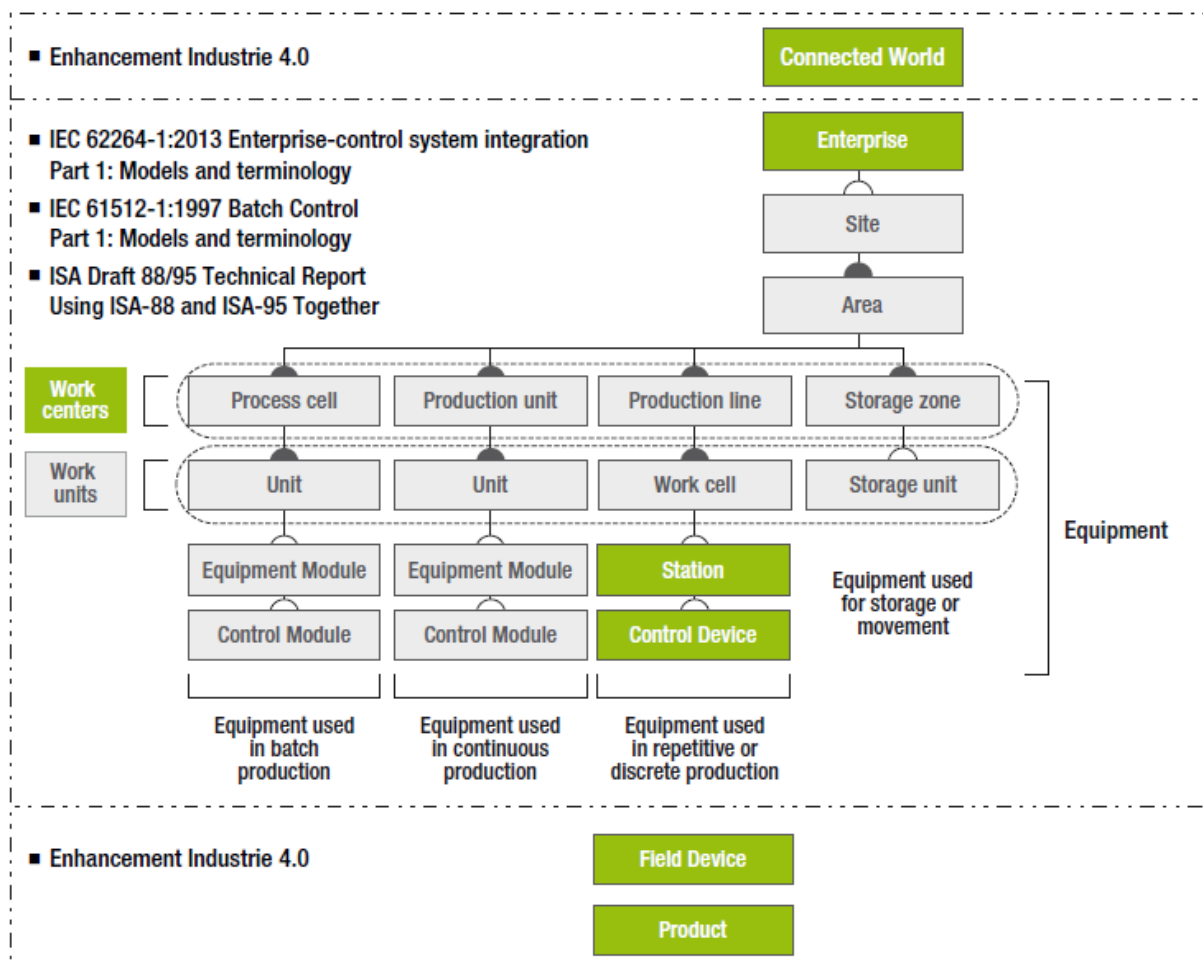 ■ Enhancement Industrie 4.0
Connected World
■ IEC 62264-1:2013 Enterprise-control system integration
Part 1: Models and terminology
■ IEC 61512-1:1997 Batch Control
Part 1: Models and terminology
■ ISA Draft 88/95 Technical Report
Using ISA-88 and ISA-95 Together
Enterprise
Site
Area
Work
centers
Process cell
Production unit
Production line
Storage zone
Work
units
Unit
Unit
Work cell
Storage unit
Equipment
Equipment Module
Equipment Module
Station
Equipment used
for storage or
movement
Control Module
Control Module
Control Device
Equipment used
in batch
production
Equipment used
in continuous
production
Equipment used
in repetitive or
discrete production
■ Enhancement Industrie 4.0
Field Device
Product